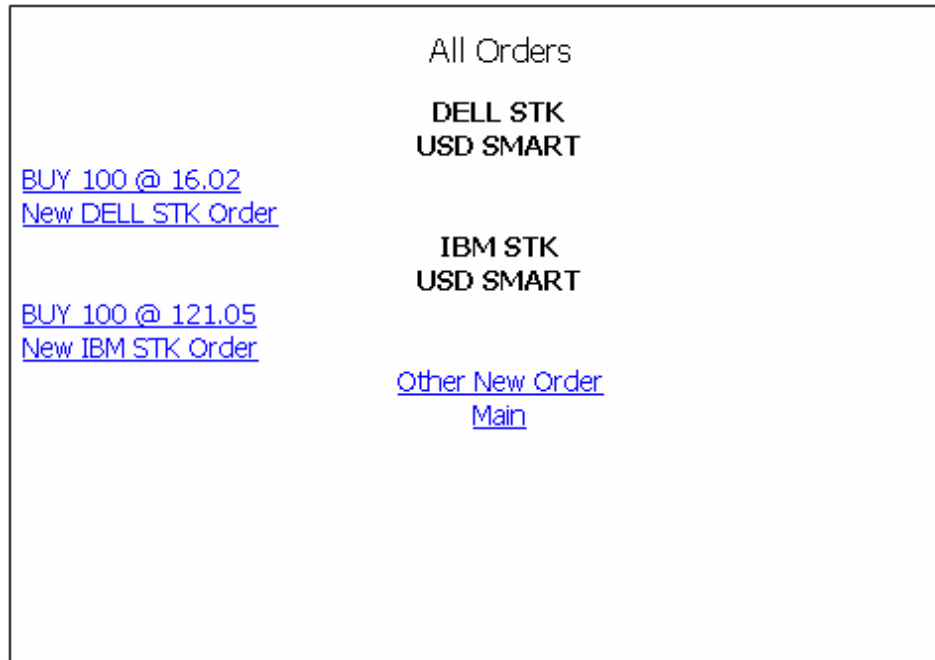 All Orders
DELL STK
USD SMART
BUY 100 @ 16.02
New DELL STK Order
IBM STK
USD SMART
BUY 100 @ 121.05
New IBM STK Order
Other New Order
Main